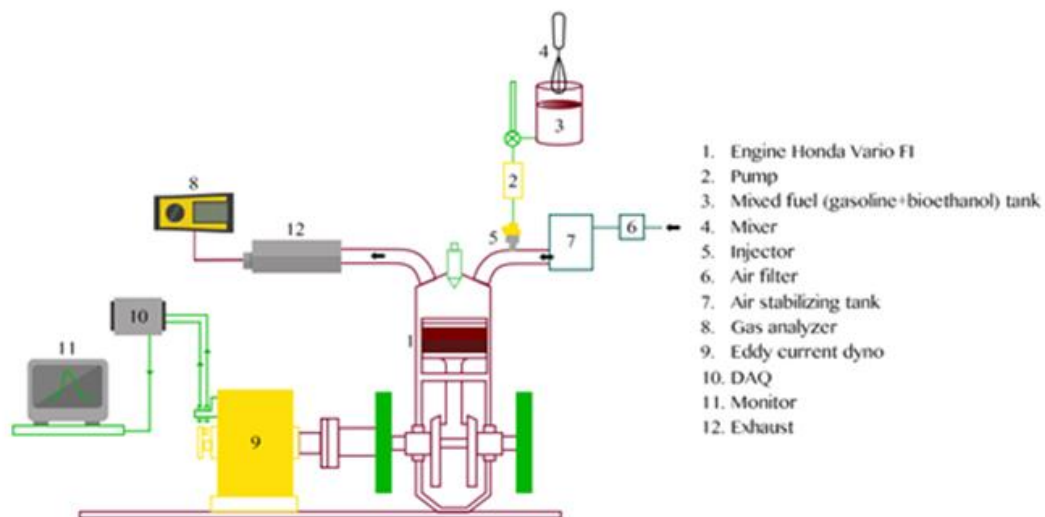 4
3
2
8
12
5
7
6
10
1
11
9
1. Engine Honda Vario FI
2. Pump
3. Mixed fuel (gasoline+bioethanol) tank
4. Mixer
5. Injector
6. Air filter
7. Air stabilizing tank
8. Gas analyzer
9. Eddy current dyno
10. DAQ
11. Monitor
12. Exhaust